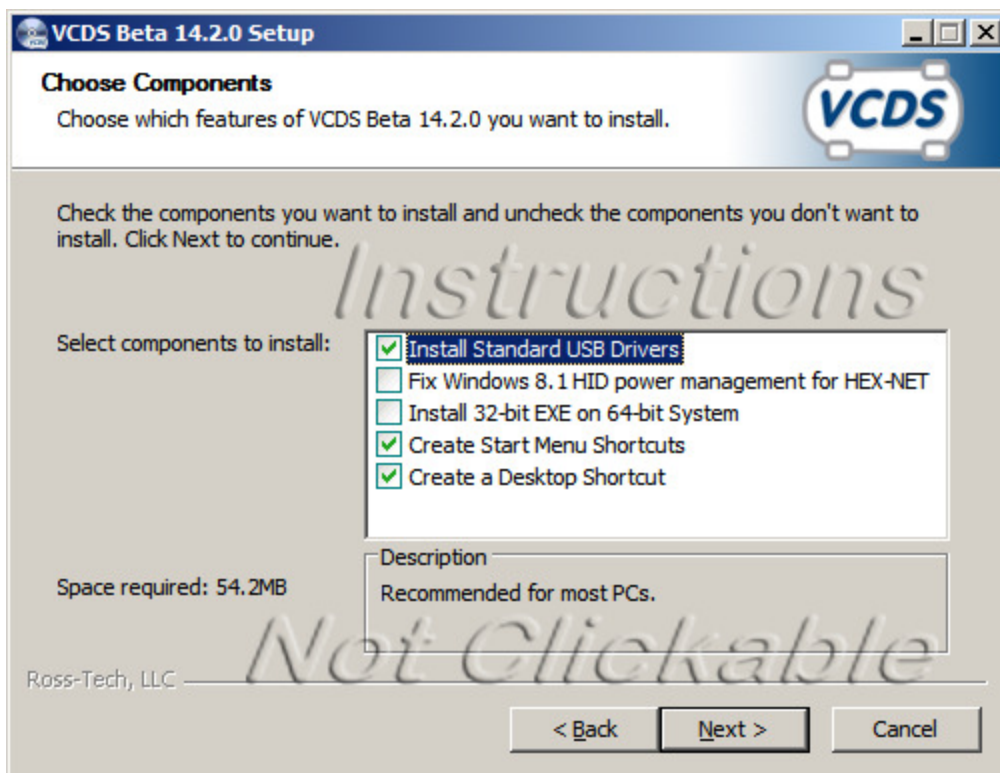 VCDS Beta 14.2.0 Setup
Choose Components
Choose which features of VCDS Beta 14.2.0 you want to install.
VCDS
Check the components you want to install and uncheck the components you don't want to
install. Click Next to continue.
Instructions
Select components to install:
Install Standard USB Drivers
Fix Windows 8.1 HID power management for HEX-NET
Install 32-bit EXE on 64-bit System
Create Start Menu Shortcuts
Create a Desktop Shortcut
Description
Space required: 54.2MB
Recommended for most PCs.
Not Clickable
Ross-Tech, LLC
< Back
Next >
Cancel